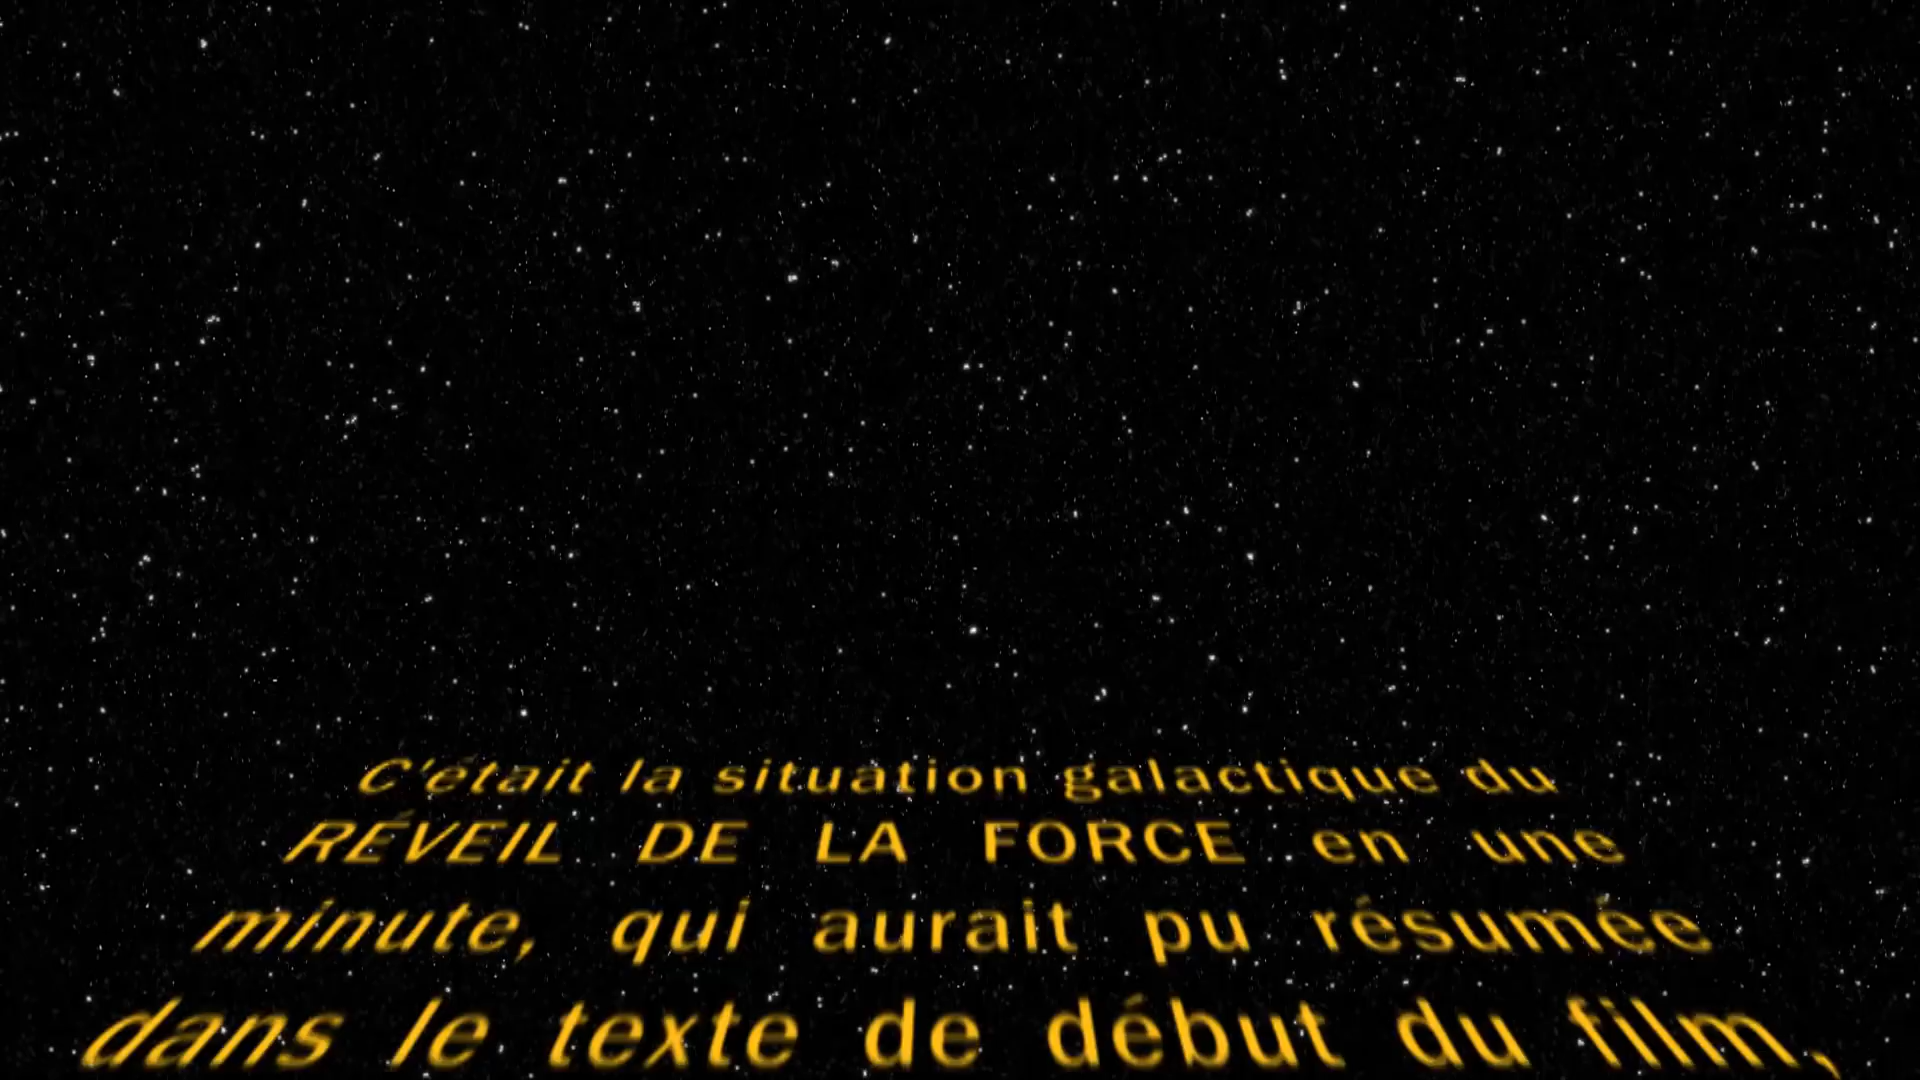 C'était la situation galactique du
RÉVEIL DE LA FORCE en une
minute, qui aurait pu résumée
dans le texte de début du film,